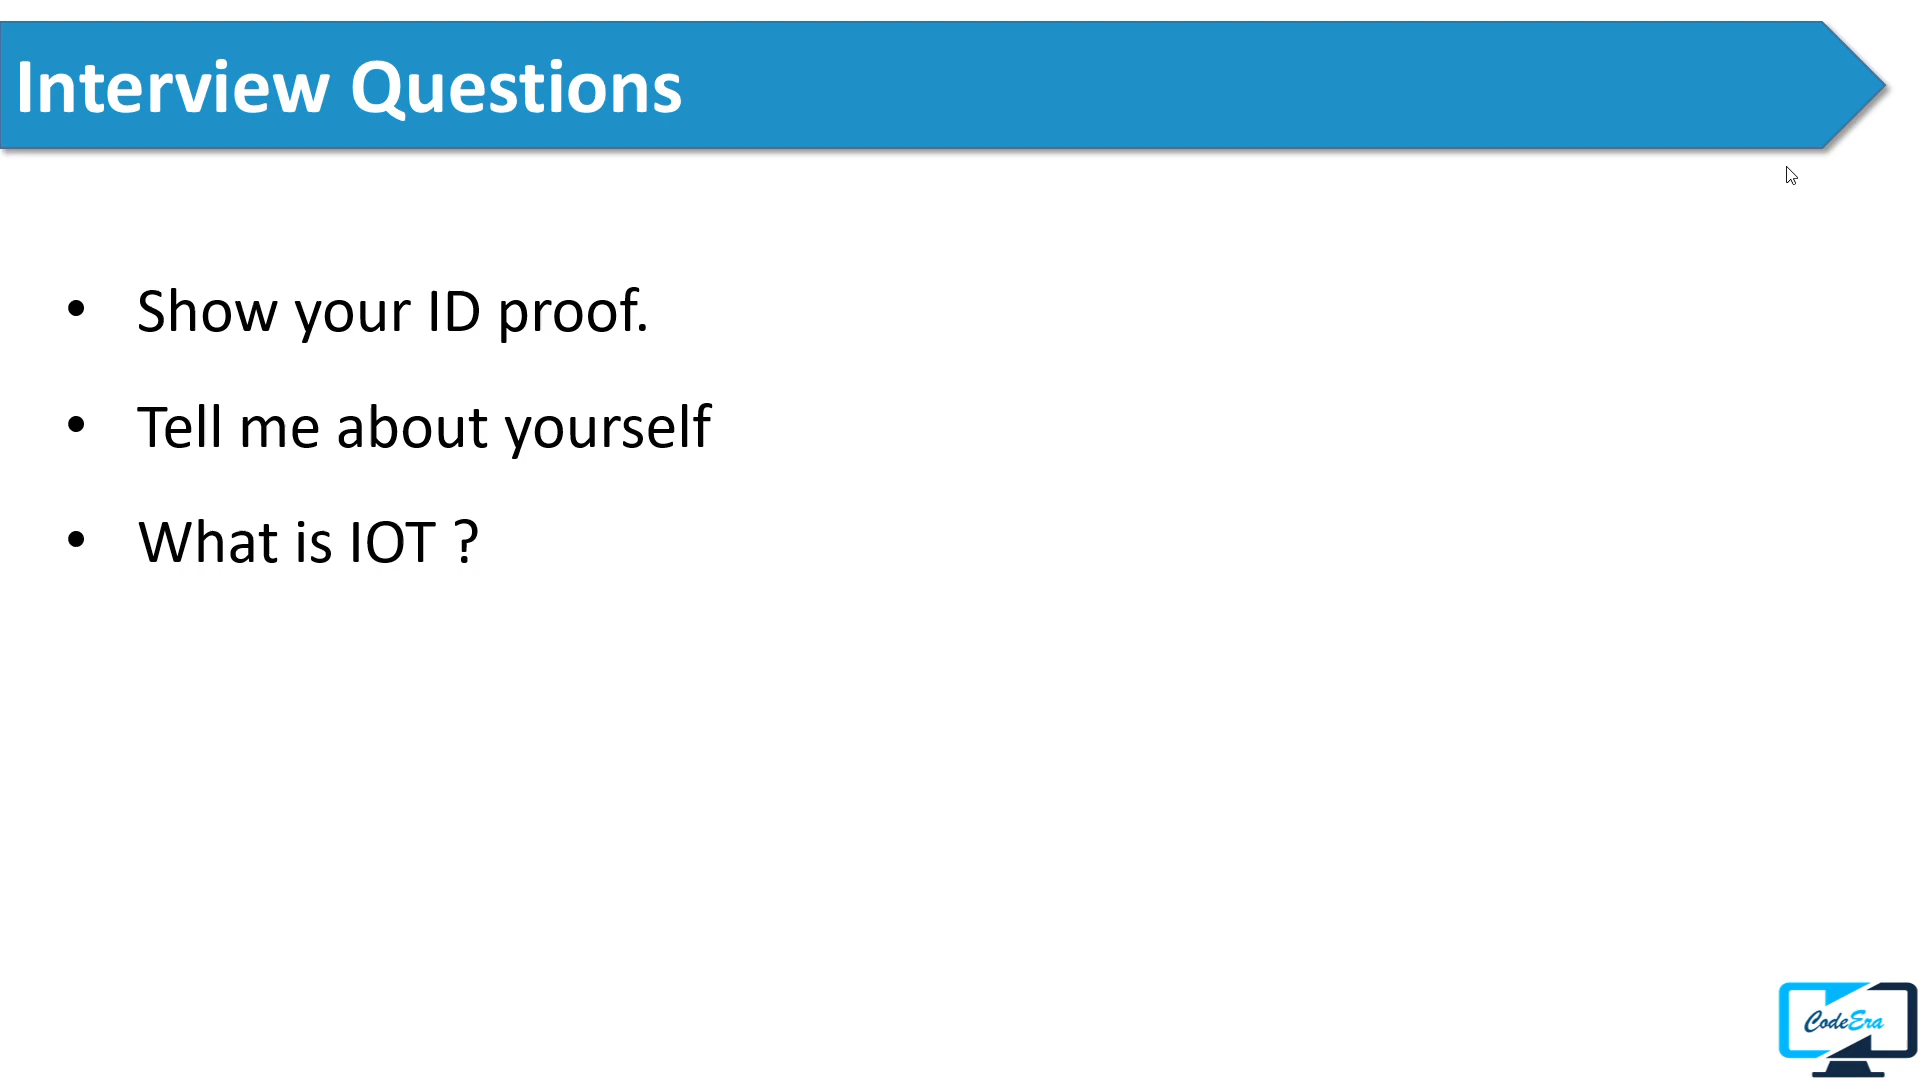 Interview Questions
• Show your ID proof.
• Tell me about yourself
• What is IOT ?
CodeEra